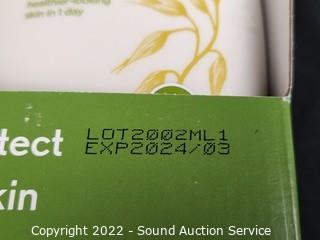 healthier-looking
skin in 1 day
tect
LOT2002ML1
EXP2024/03
kin
Copyright 2022 - Sound Auction Service